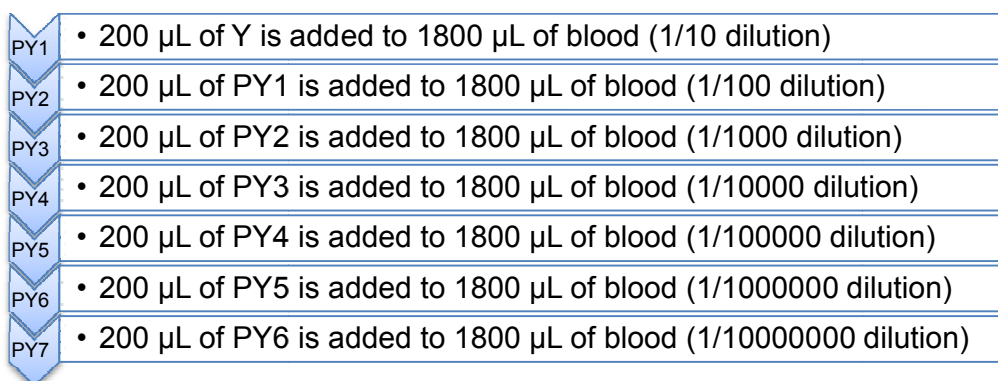 PY1 • 200 µL of Y is added to 1800 µL of blood (1/10 dilution)
PY2 • 200 µL of PY1 is added to 1800 µL of blood (1/100 dilution)
PY3 • 200 µL of PY2 is added to 1800 µL of blood (1/1000 dilution)
PY4 • 200 µL of PY3 is added to 1800 µL of blood (1/10000 dilution)
PY5 • 200 µL of PY4 is added to 1800 µL of blood (1/100000 dilution)
PY6 • 200 µL of PY5 is added to 1800 µL of blood (1/1000000 dilution)
PY7 • 200 µL of PY6 is added to 1800 µL of blood (1/10000000 dilution)